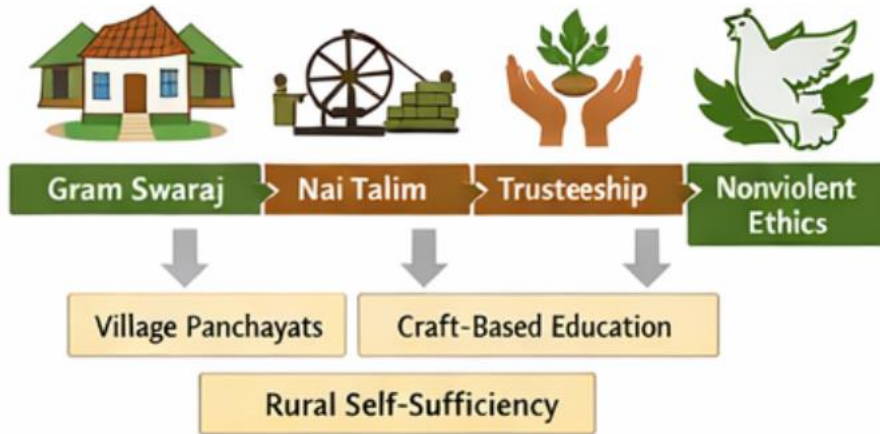 Gram Swaraj
Nai Talim
Trusteeship
Nonviolent
Ethics
Village Panchayats
Craft-Based Education
Rural Self-Sufficiency